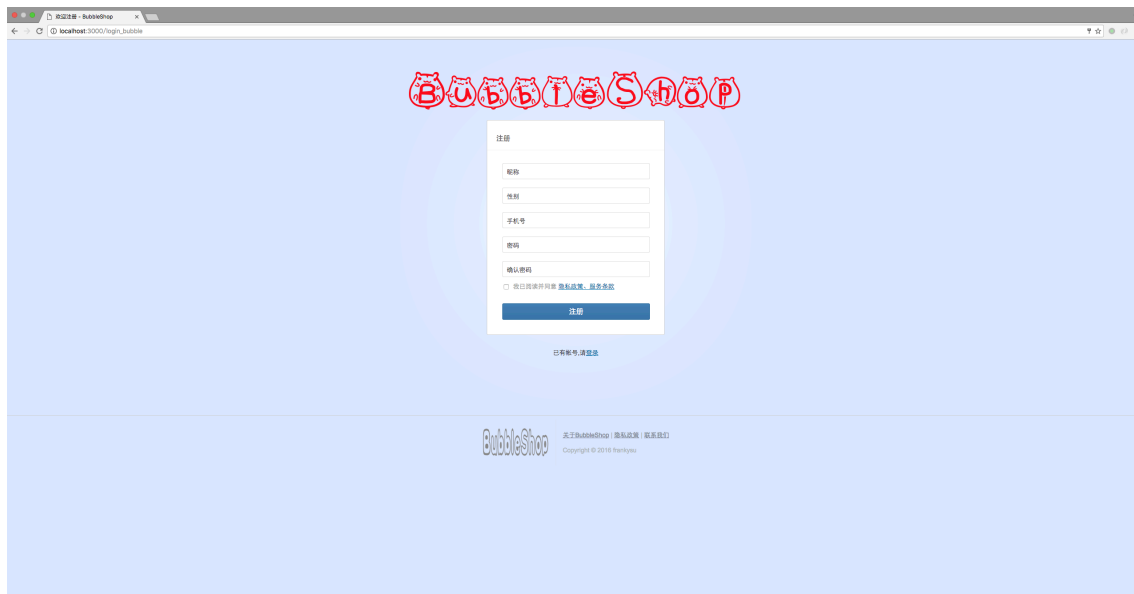 欢迎注册 - BubbleShop
localhost:3000/login_bubble
BubbleShop
注册
昵称
性别
手机号
密码
确认密码
我已阅读并同意 隐私政策、服务条款
注册
已有帐号,请登录
BubbleShop
关于BubbleShop | 隐私政策 | 联系我们
Copyright © 2016